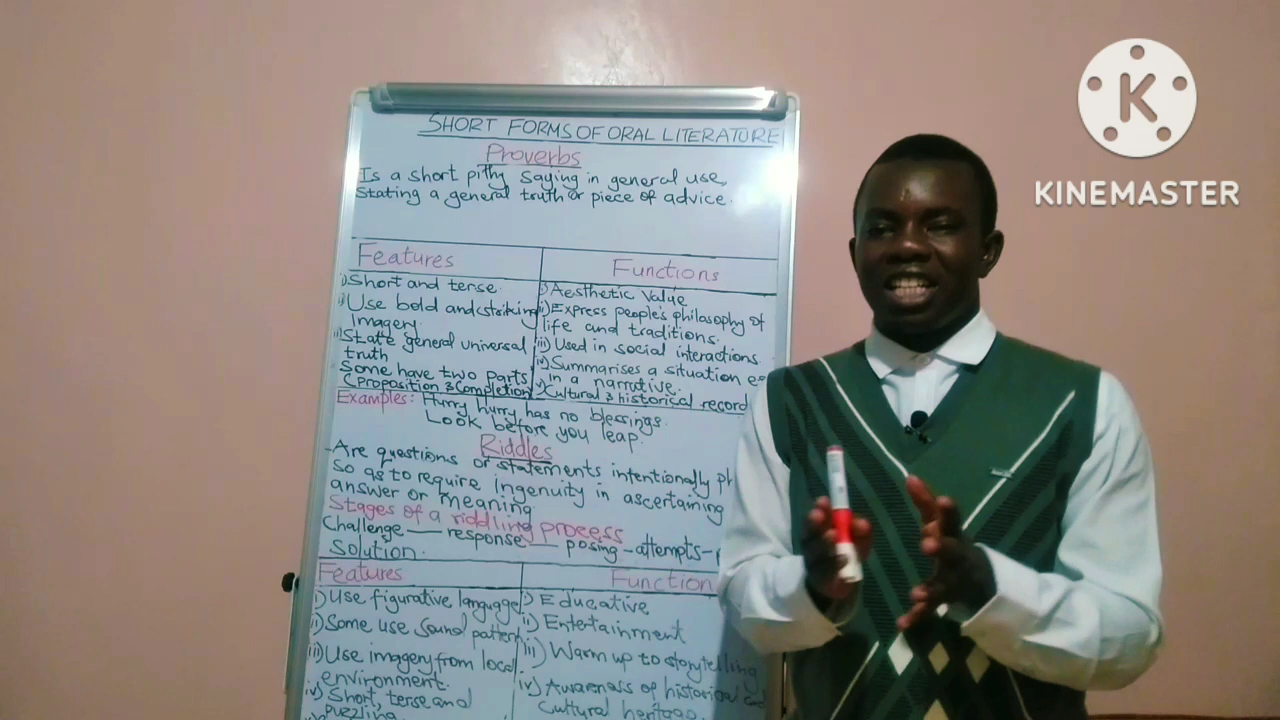 SHORT FORMS OF ORAL LITERATURE
Proverbs
Is a short pithy saying in general use,
stating a general truth or piece of advice.
Features
i) Short and tense.
Use bold and striking
Imagery
State general universal
truth
Some have two parts
(Proposition & Completion)
Functions
i) Aesthetic Value
ii) Express people's philosophy of
life and traditions.
iii) Used in social interactions.
iv) Summarises a situation
in a narrative.
v) Cultural & historical record
Examples: Hurry hurry has no blessings.
Look before you leap.
Riddles
- Are questions or statements intentionally
so as to require ingenuity in ascertaining
answer or meaning
Stages of a riddling process
Challenge — response — posing - attempts -
solution.
Features
i) Use figurative language
ii) Some use sound pattern
iii) Use imagery from local
environment.
iv) Short, tense and
puzzling
Function
i) Educative
ii) Entertainment
iii) Warm up to storytelling
iv) Awareness of historical and
cultural heritage.
K
KINEMASTER